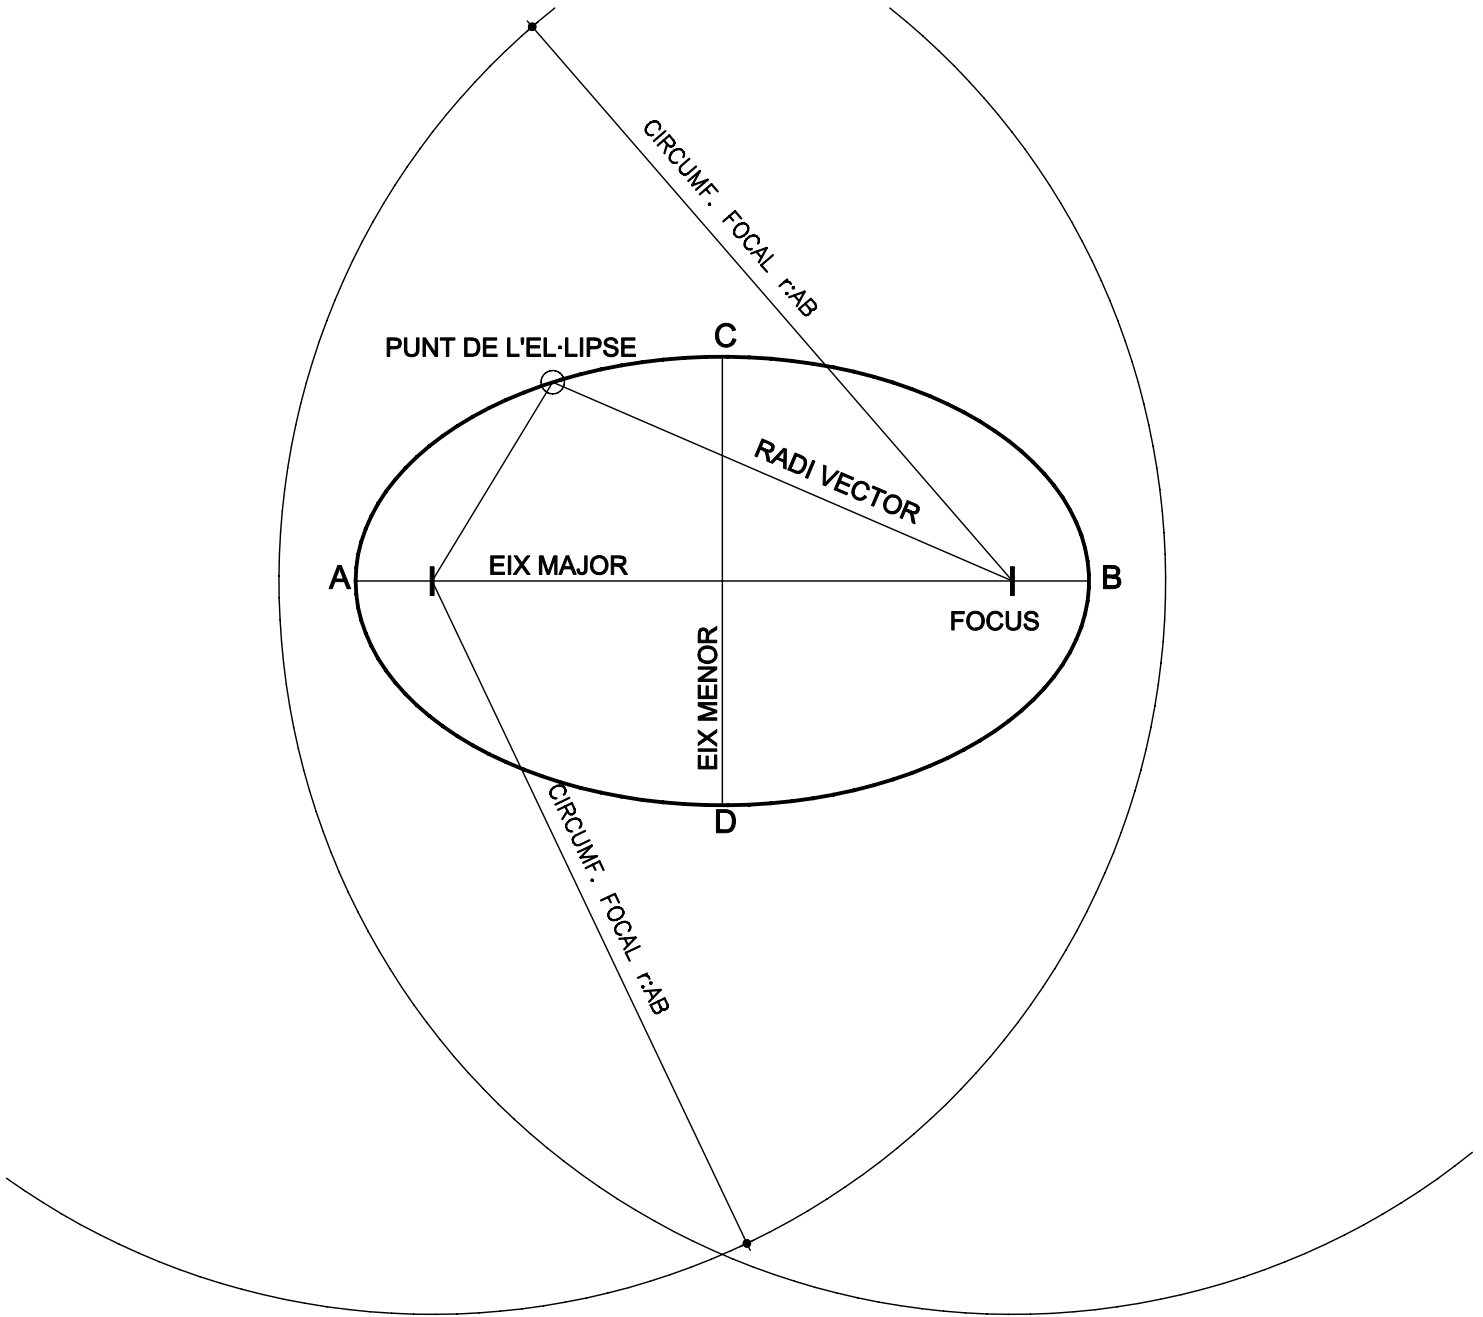 CIRCUMF. FOCAL r:AB
C
PUNT DE L'EL·LIPSE
RADI VECTOR
A
EIX MAJOR
B
FOCUS
EIX MENOR
D
CIRCUMF. FOCAL r:AB